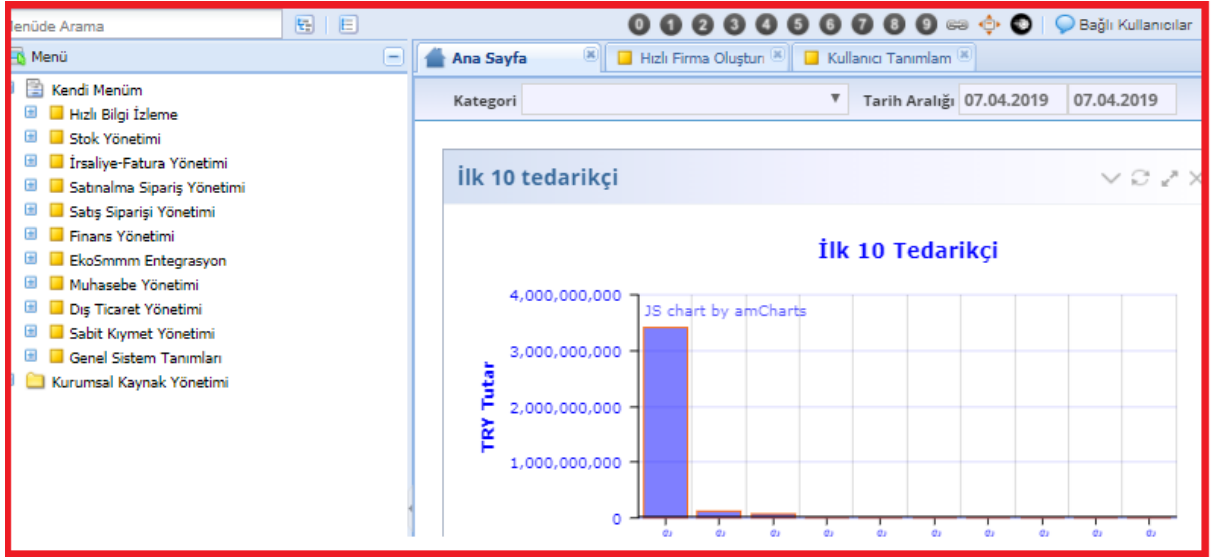 Menüde Arama
0 1 2 3 4 5 6 7 8 9 Bağlı Kullanıcılar
Menü
Ana Sayfa Hızlı Firma Oluştur Kullanıcı Tanımlam
Kendi Menüm
Hızlı Bilgi İzleme
Stok Yönetimi
İrsaliye-Fatura Yönetimi
Satınalma Sipariş Yönetimi
Satış Siparişi Yönetimi
Finans Yönetimi
EkoSmmm Entegrasyon
Muhasebe Yönetimi
Dış Ticaret Yönetimi
Sabit Kıymet Yönetimi
Genel Sistem Tanımları
Kurumsal Kaynak Yönetimi
Kategori Tarih Aralığı 07.04.2019 07.04.2019
İlk 10 tedarikçi
İlk 10 Tedarikçi
JS chart by amCharts
TRY Tutar
4,000,000,000
3,000,000,000
2,000,000,000
1,000,000,000
0